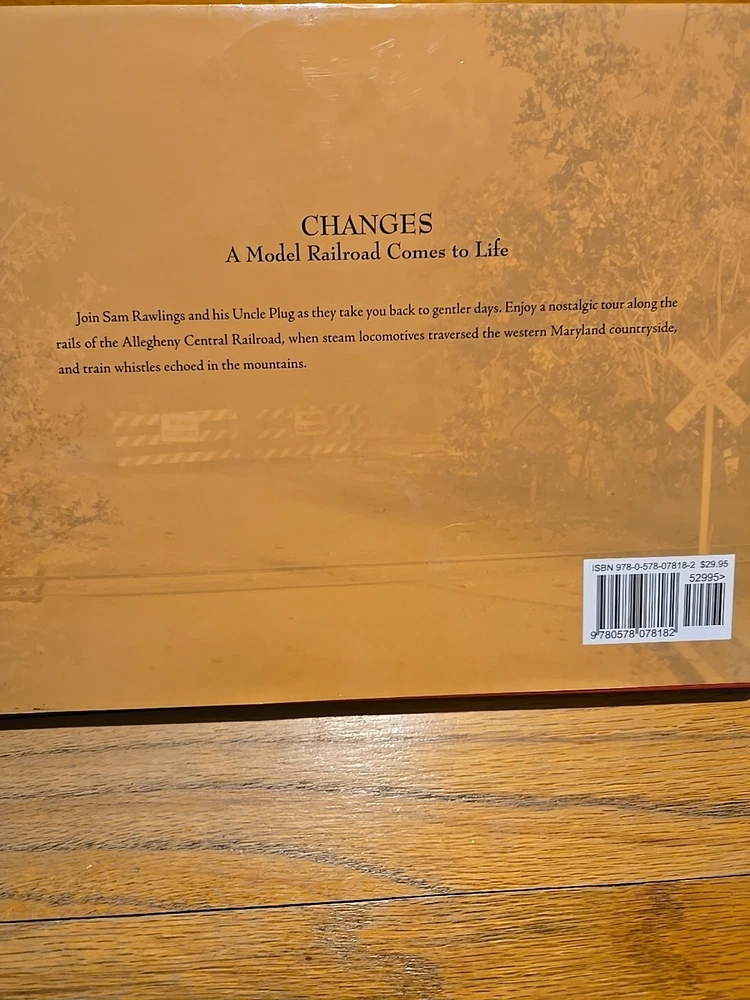 CHANGES
A Model Railroad Comes to Life
Join Sam Rawlings and his Uncle Plug as they take you back to gentler days. Enjoy a nostalgic tour along the
rails of the Allegheny Central Railroad, when steam locomotives traversed the western Maryland countryside,
and train whistles echoed in the mountains.
ISBN 978-0-578-07818-2 $29.95
52995>
9 780578 078182